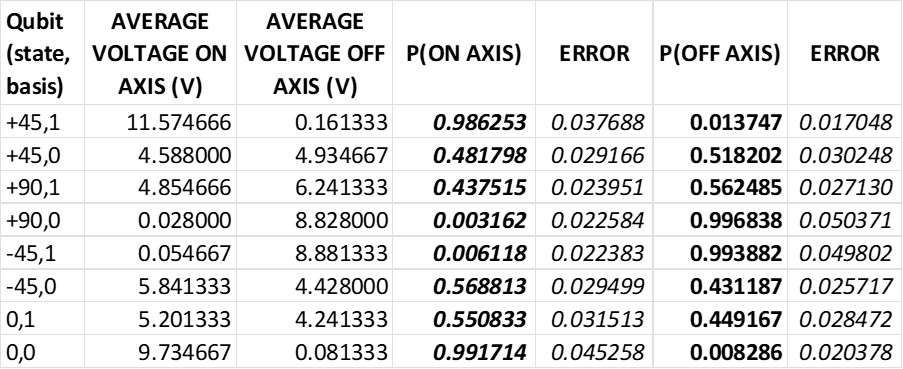 Qubit (state, basis) AVERAGE VOLTAGE ON AXIS (V) AVERAGE VOLTAGE OFF AXIS (V) P(ON AXIS) ERROR P(OFF AXIS) ERROR
+45,1 11.574666 0.161333 0.986253 0.037688 0.013747 0.017048
+45,0 4.588000 4.934667 0.481798 0.029166 0.518202 0.030248
+90,1 4.854666 6.241333 0.437515 0.023951 0.562485 0.027130
+90,0 0.028000 8.828000 0.003162 0.022584 0.996838 0.050371
-45,1 0.054667 8.881333 0.006118 0.022383 0.993882 0.049802
-45,0 5.841333 4.428000 0.568813 0.029499 0.431187 0.025717
0,1 5.201333 4.241333 0.550833 0.031513 0.449167 0.028472
0,0 9.734667 0.081333 0.991714 0.045258 0.008286 0.020378